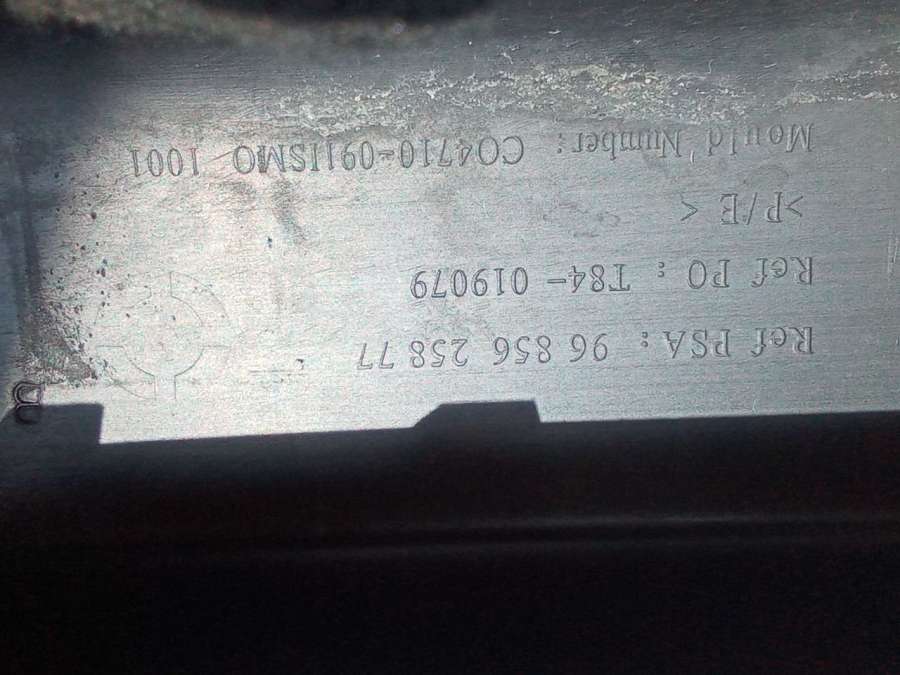 Ref PSA : 96 856 258 77
Ref PO : T84-019079
>P/E <
Mould Number: CO4710-0911SMO 1001
B